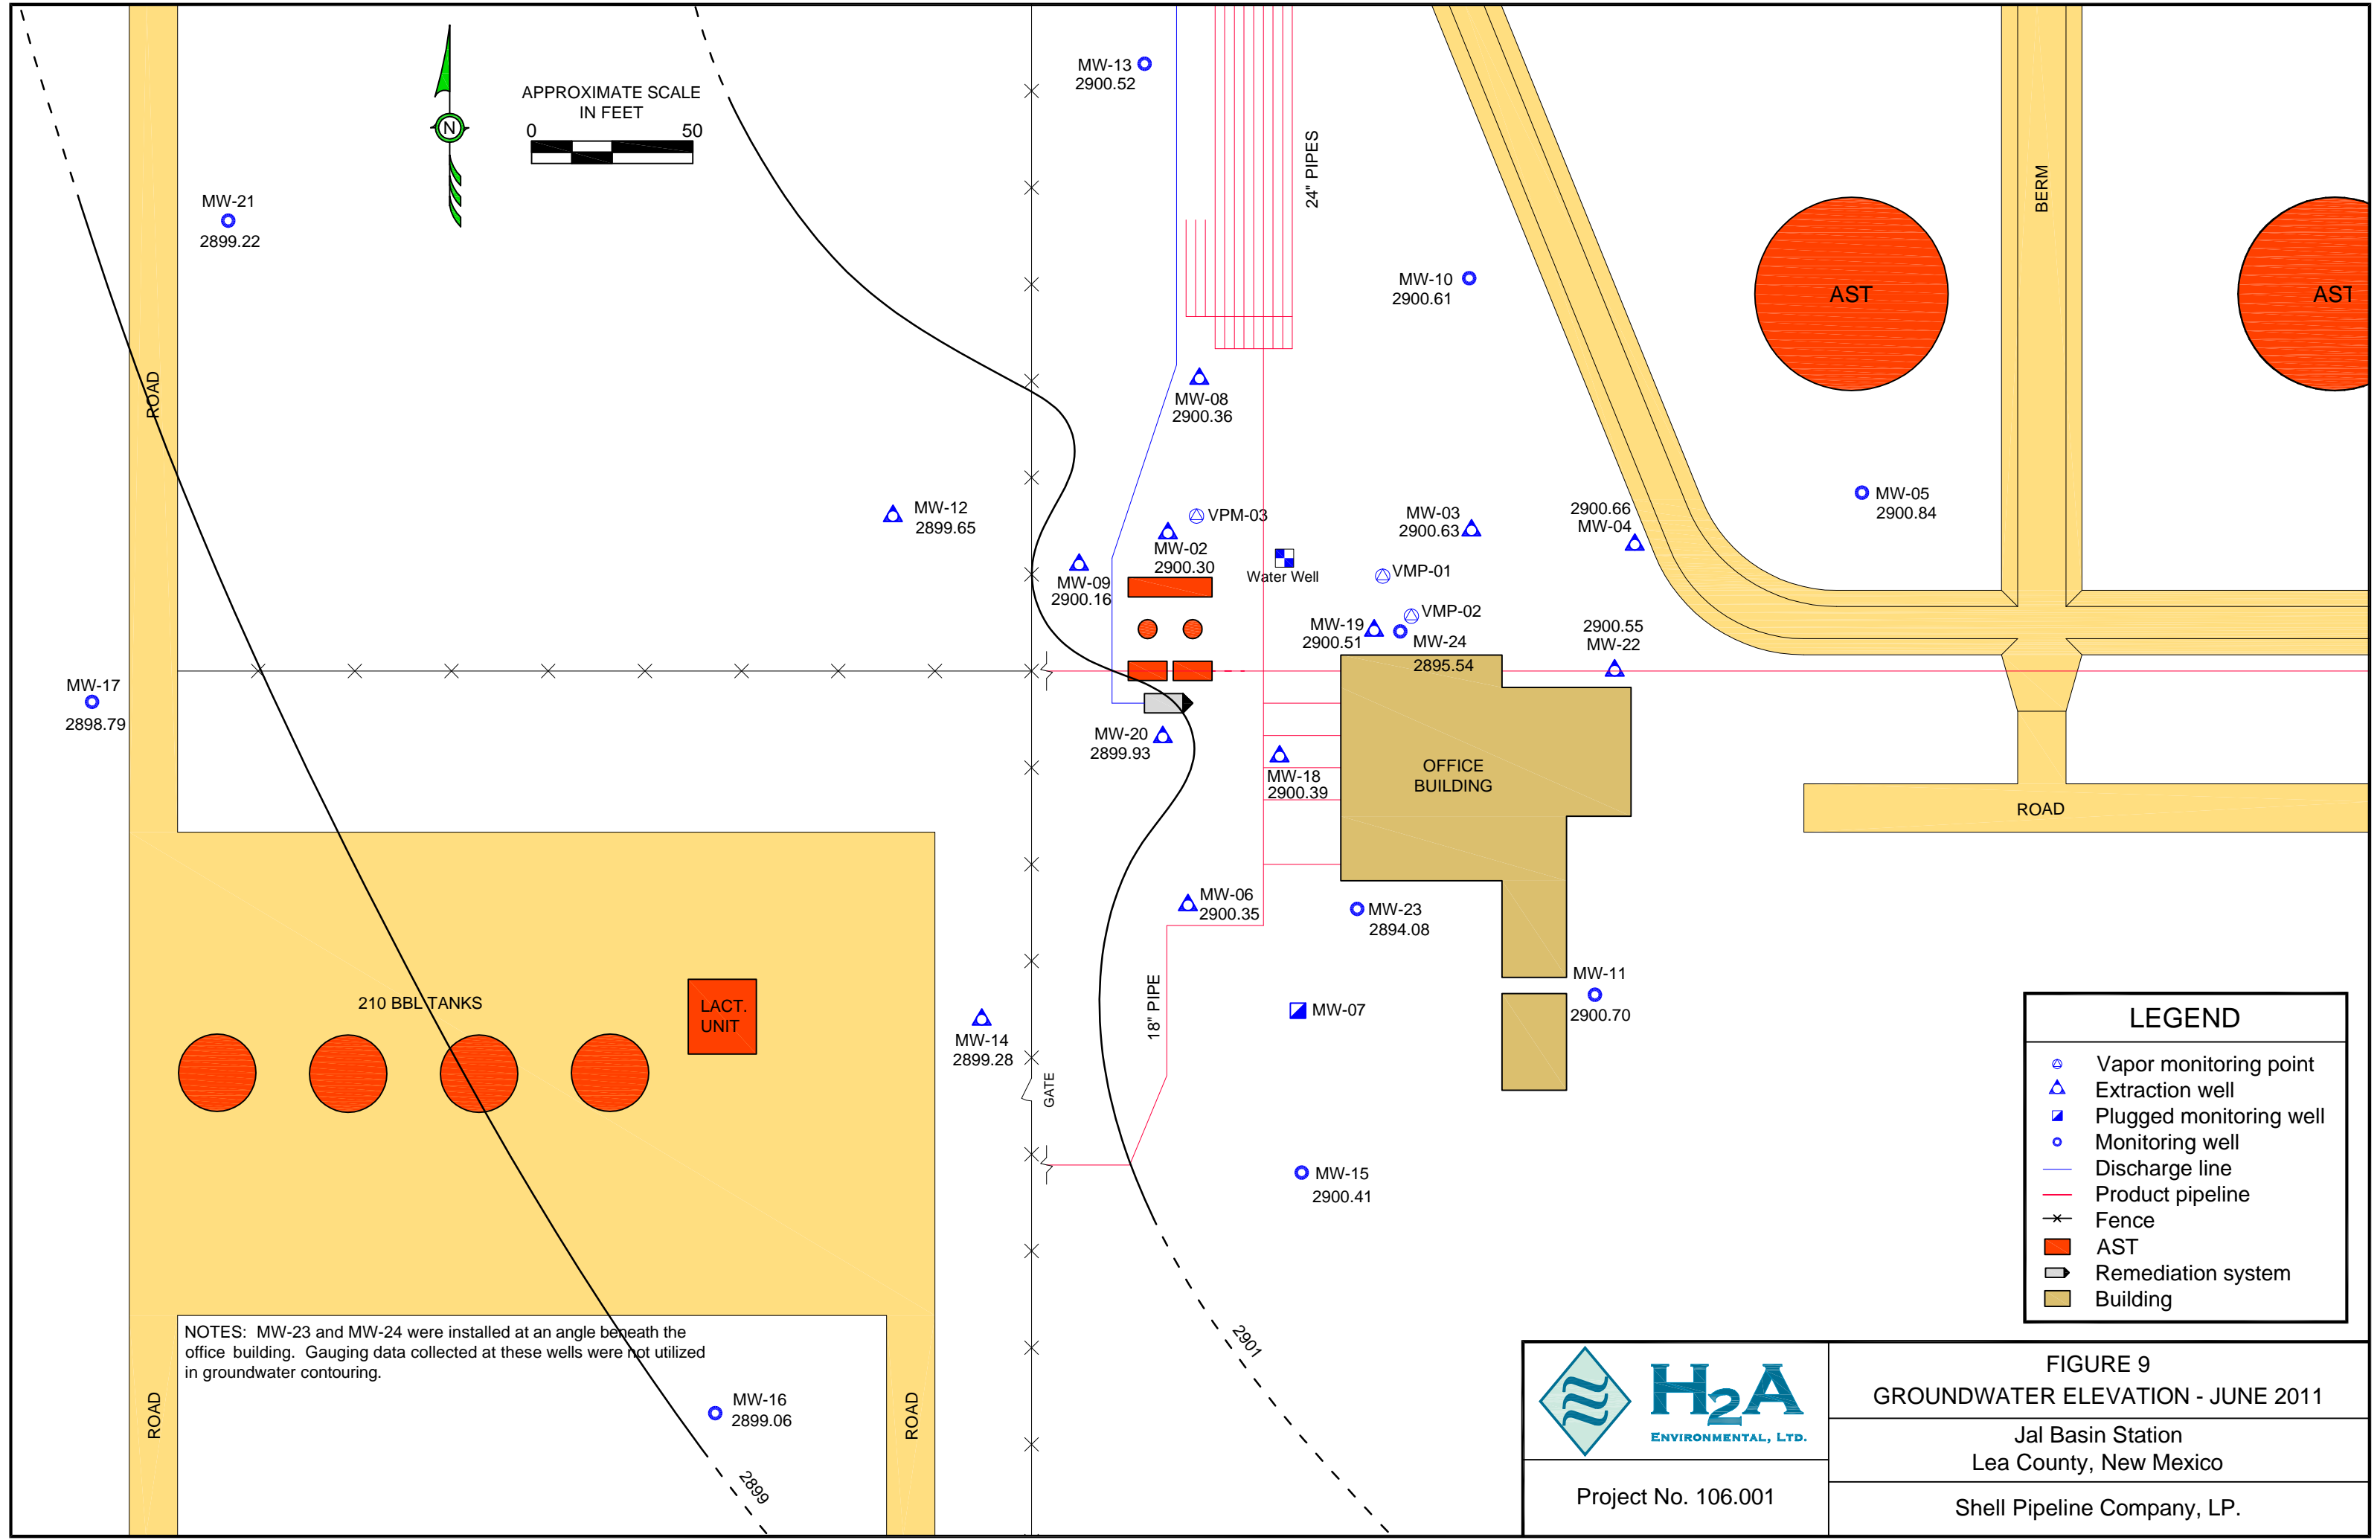 MW-13
2900.52
APPROXIMATE SCALE
IN FEET
0 50
N
24" PIPES
BERM
MW-21
2899.22
MW-10
2900.61
AST
AST
ROAD
MW-08
2900.36
MW-12
2899.65
VPM-03
MW-02
2900.30
MW-03
2900.63
2900.66
MW-04
MW-05
2900.84
MW-09
2900.16
Water Well
VMP-01
VMP-02
MW-19
2900.51
MW-24
2895.54
2900.55
MW-22
MW-17
2898.79
MW-20
2899.93
MW-18
2900.39
OFFICE
BUILDING
ROAD
MW-06
2900.35
MW-23
2894.08
MW-11
2900.70
210 BBL TANKS
LACT.
UNIT
MW-14
2899.28
GATE
18" PIPE
MW-07
MW-15
2900.41
LEGEND
Vapor monitoring point
Extraction well
Plugged monitoring well
Monitoring well
Discharge line
Product pipeline
Fence
AST
Remediation system
Building
NOTES: MW-23 and MW-24 were installed at an angle beneath the
office building. Gauging data collected at these wells were not utilized
in groundwater contouring.
2901
ROAD
MW-16
2899.06
ROAD
2899
H2A
ENVIRONMENTAL, LTD.
Project No. 106.001
FIGURE 9
GROUNDWATER ELEVATION - JUNE 2011
Jal Basin Station
Lea County, New Mexico
Shell Pipeline Company, LP.